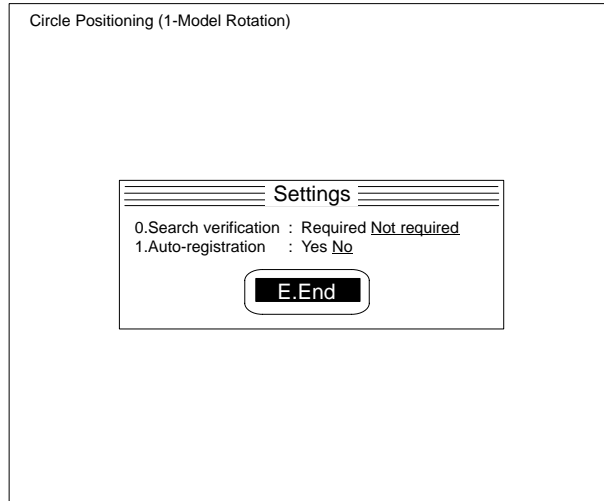 Circle Positioning (1-Model Rotation)
Settings
0.Search verification : Required Not required
1.Auto-registration : Yes No
E.End